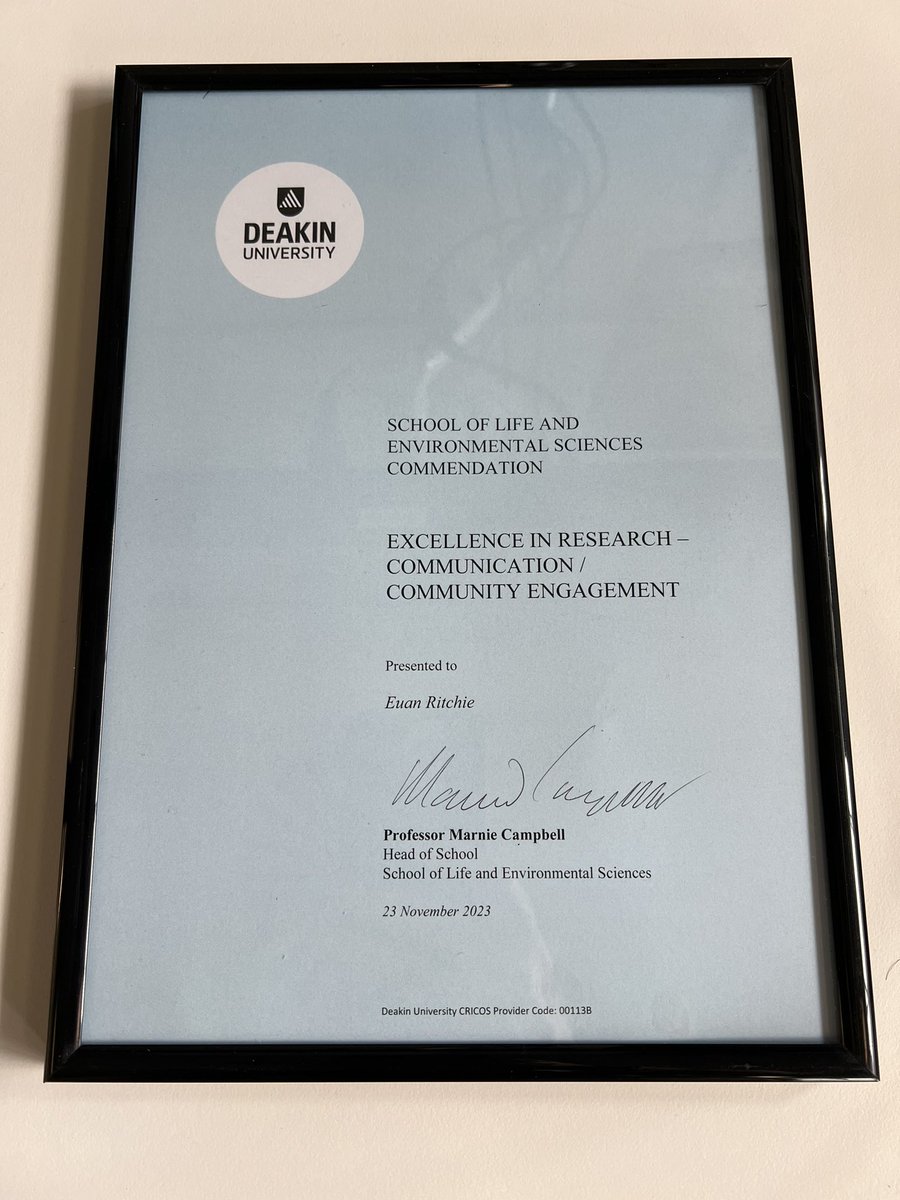 DEAKIN
UNIVERSITY
SCHOOL OF LIFE AND
ENVIRONMENTAL SCIENCES
COMMENDATION
EXCELLENCE IN RESEARCH –
COMMUNICATION /
COMMUNITY ENGAGEMENT
Presented to
Euan Ritchie
Marnie Campbell
Professor Marnie Campbell
Head of School
School of Life and Environmental Sciences
23 November 2023
Deakin University CRICOS Provider Code: 00113B